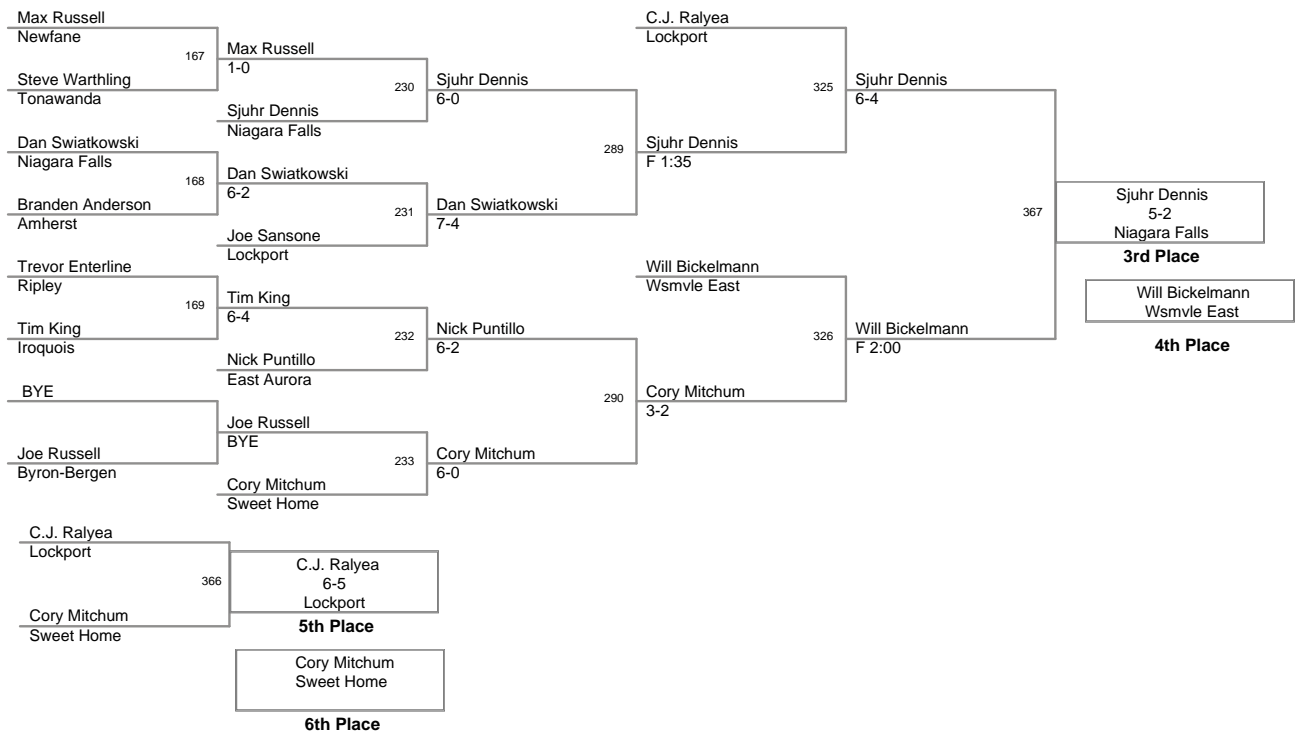 Max Russell
Newfane
167
Steve Warthling
Tonawanda
Max Russell
1-0
230
Sjuhr Dennis
Niagara Falls
Dan Swiatkowski
Niagara Falls
168
Branden Anderson
Amherst
Dan Swiatkowski
6-2
231
Joe Sansone
Lockport
Trevor Enterline
Ripley
169
Tim King
Iroquois
Tim King
6-4
232
Nick Puntillo
East Aurora
BYE
Joe Russell
Byron-Bergen
Joe Russell
BYE
233
Cory Mitchum
Sweet Home
Sjuhr Dennis
6-0
289
Dan Swiatkowski
7-4
Nick Puntillo
6-2
290
Cory Mitchum
6-0
C.J. Ralyea
Lockport
325
Sjuhr Dennis
F 1:35
Will Bickelmann
Wsmvle East
326
Cory Mitchum
3-2
Sjuhr Dennis
6-4
367
Will Bickelmann
F 2:00
Sjuhr Dennis
5-2
Niagara Falls
3rd Place
Will Bickelmann
Wsmvle East
4th Place
C.J. Ralyea
Lockport
366
Cory Mitchum
Sweet Home
C.J. Ralyea
6-5
Lockport
5th Place
Cory Mitchum
Sweet Home
6th Place